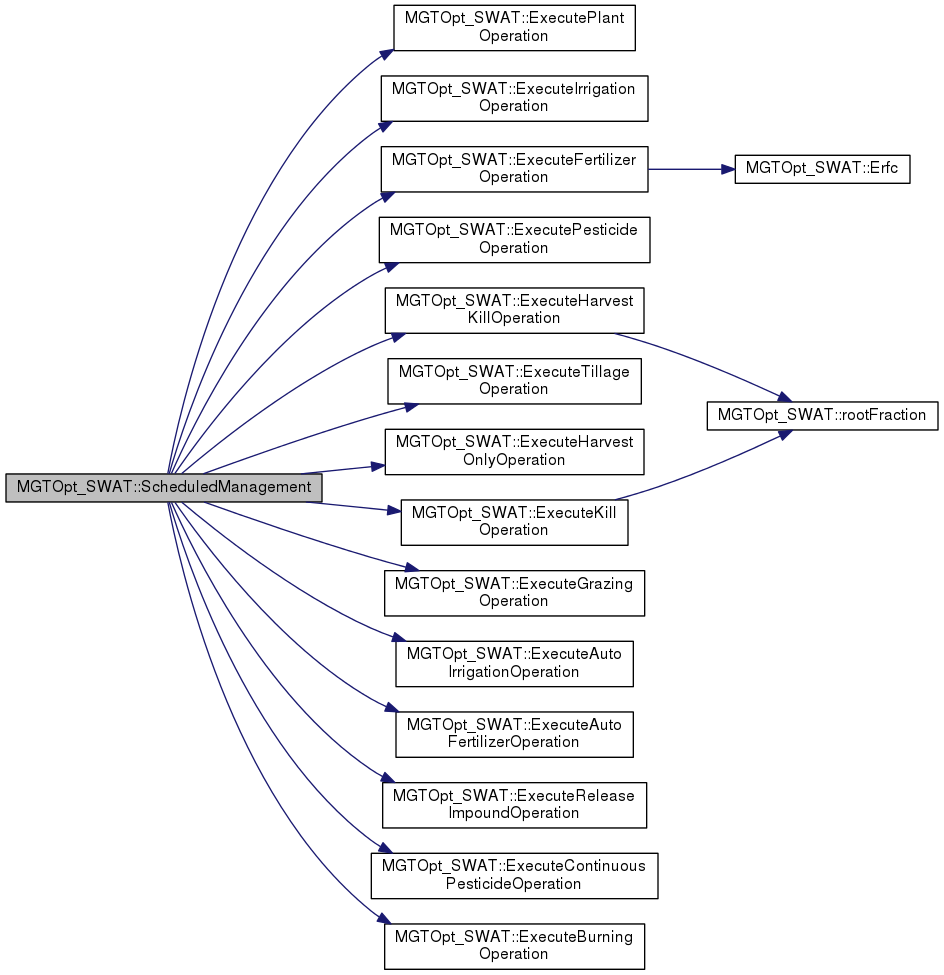 MGTOpt_SWAT::ExecutePlant
Operation
MGTOpt_SWAT::ExecuteIrrigation
Operation
MGTOpt_SWAT::ExecuteFertilizer
Operation
MGTOpt_SWAT::Erfc
MGTOpt_SWAT::ExecutePesticide
Operation
MGTOpt_SWAT::ExecuteHarvest
KillOperation
MGTOpt_SWAT::ExecuteTillage
Operation
MGTOpt_SWAT::rootFraction
MGTOpt_SWAT::ExecuteHarvest
OnlyOperation
MGTOpt_SWAT::ScheduledManagement
MGTOpt_SWAT::ExecuteKill
Operation
MGTOpt_SWAT::ExecuteGrazing
Operation
MGTOpt_SWAT::ExecuteAuto
IrrigationOperation
MGTOpt_SWAT::ExecuteAuto
FertilizerOperation
MGTOpt_SWAT::ExecuteRelease
ImpoundOperation
MGTOpt_SWAT::ExecuteContinuous
PesticideOperation
MGTOpt_SWAT::ExecuteBurning
Operation